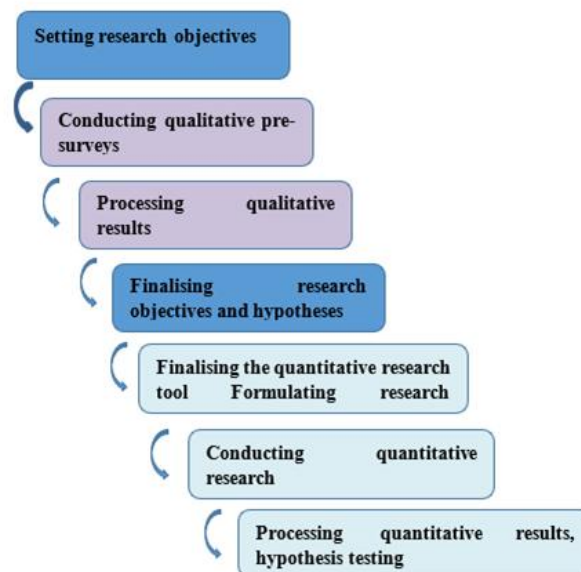 Setting research objectives
Conducting qualitative pre-
surveys
Processing qualitative
results
Finalising research
objectives and hypotheses
Finalising the quantitative research
tool Formulating research
Conducting quantitative
research
Processing quantitative results,
hypothesis testing